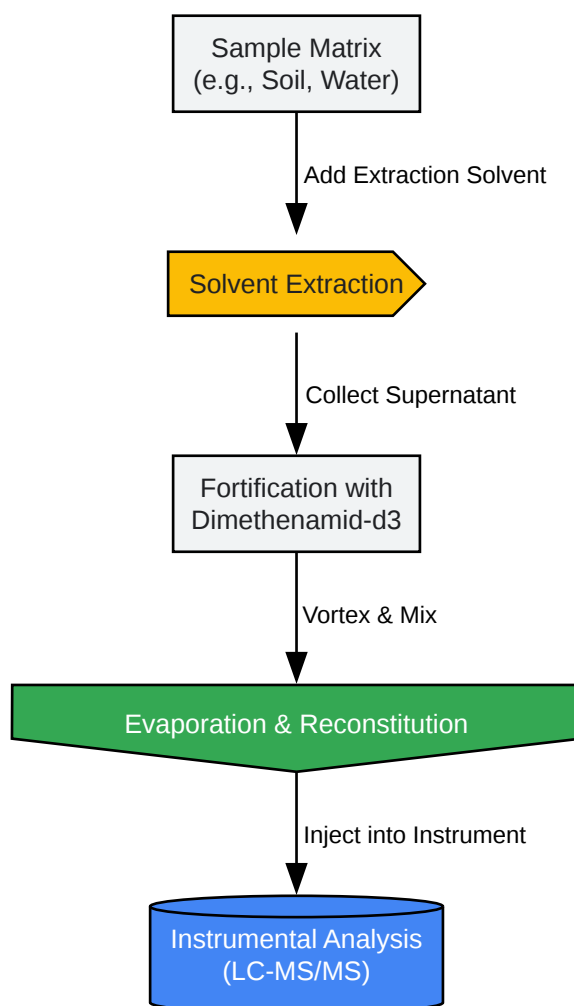 Sample Matrix
(e.g., Soil, Water)
Add Extraction Solvent
Solvent Extraction
Collect Supernatant
Fortification with
Dimethenamid-d3
Vortex & Mix
Evaporation & Reconstitution
Inject into Instrument
Instrumental Analysis
(LC-MS/MS)